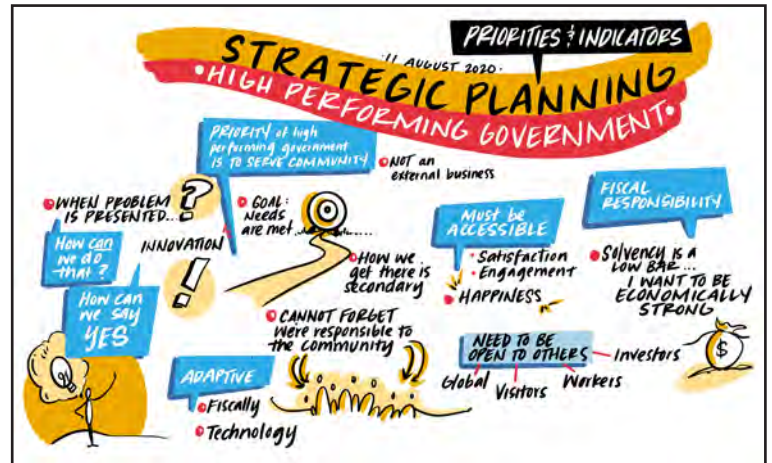 PRIORITIES & INDICATORS
·11 AUGUST 2020·
STRATEGIC PLANNING
•HIGH PERFORMING GOVERNMENT•
PRIORITY of high
performing government
IS TO SERVE COMMUNITY
NOT an
external business
WHEN PROBLEM
IS PRESENTED...
?
How can
we do
that?
INNOVATION
!
How can
we say
YES
GOAL:
Needs
are met
How we
get there is
secondary
CANNOT FORGET
we're responsible to
the community
ADAPTIVE
Fiscally
Technology
Must be
ACCESSIBLE
• Satisfaction
• Engagement
HAPPINESS
NEED TO BE
OPEN TO OTHERS
Global
Visitors
Workers
Investors
FISCAL
RESPONSIBILITY
Solvency is a
LOW BAR...
I WANT TO BE
ECONOMICALLY
STRONG
$